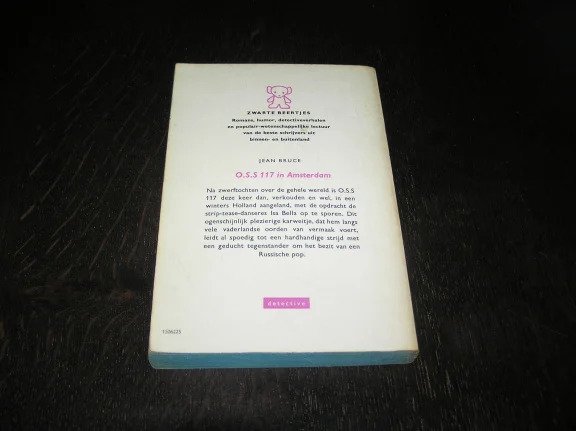 ZWARTE BEERTJES
Romans, humor, detectiveverhalen
en populair-wetenschappelijke lectuur
van de beste schrijvers uit
binnen- en buitenland
JEAN BRUCE
O.S.S 117 in Amsterdam
Na zwerftochten over de gehele wereld is O.S.S
117 deze keer dan, verkouden en wel, in een
winters Holland aangeland, met de opdracht de
strip-tease-danseres Isa Bella op te sporen. Dit
ogenschijnlijk plezierige karweitje, dat hem langs
vele vaderlandse oorden van vermaak voert,
leidt al spoedig tot een hardhandige strijd met
een geducht tegenstander om het bezit van een
Russische pop.
detective